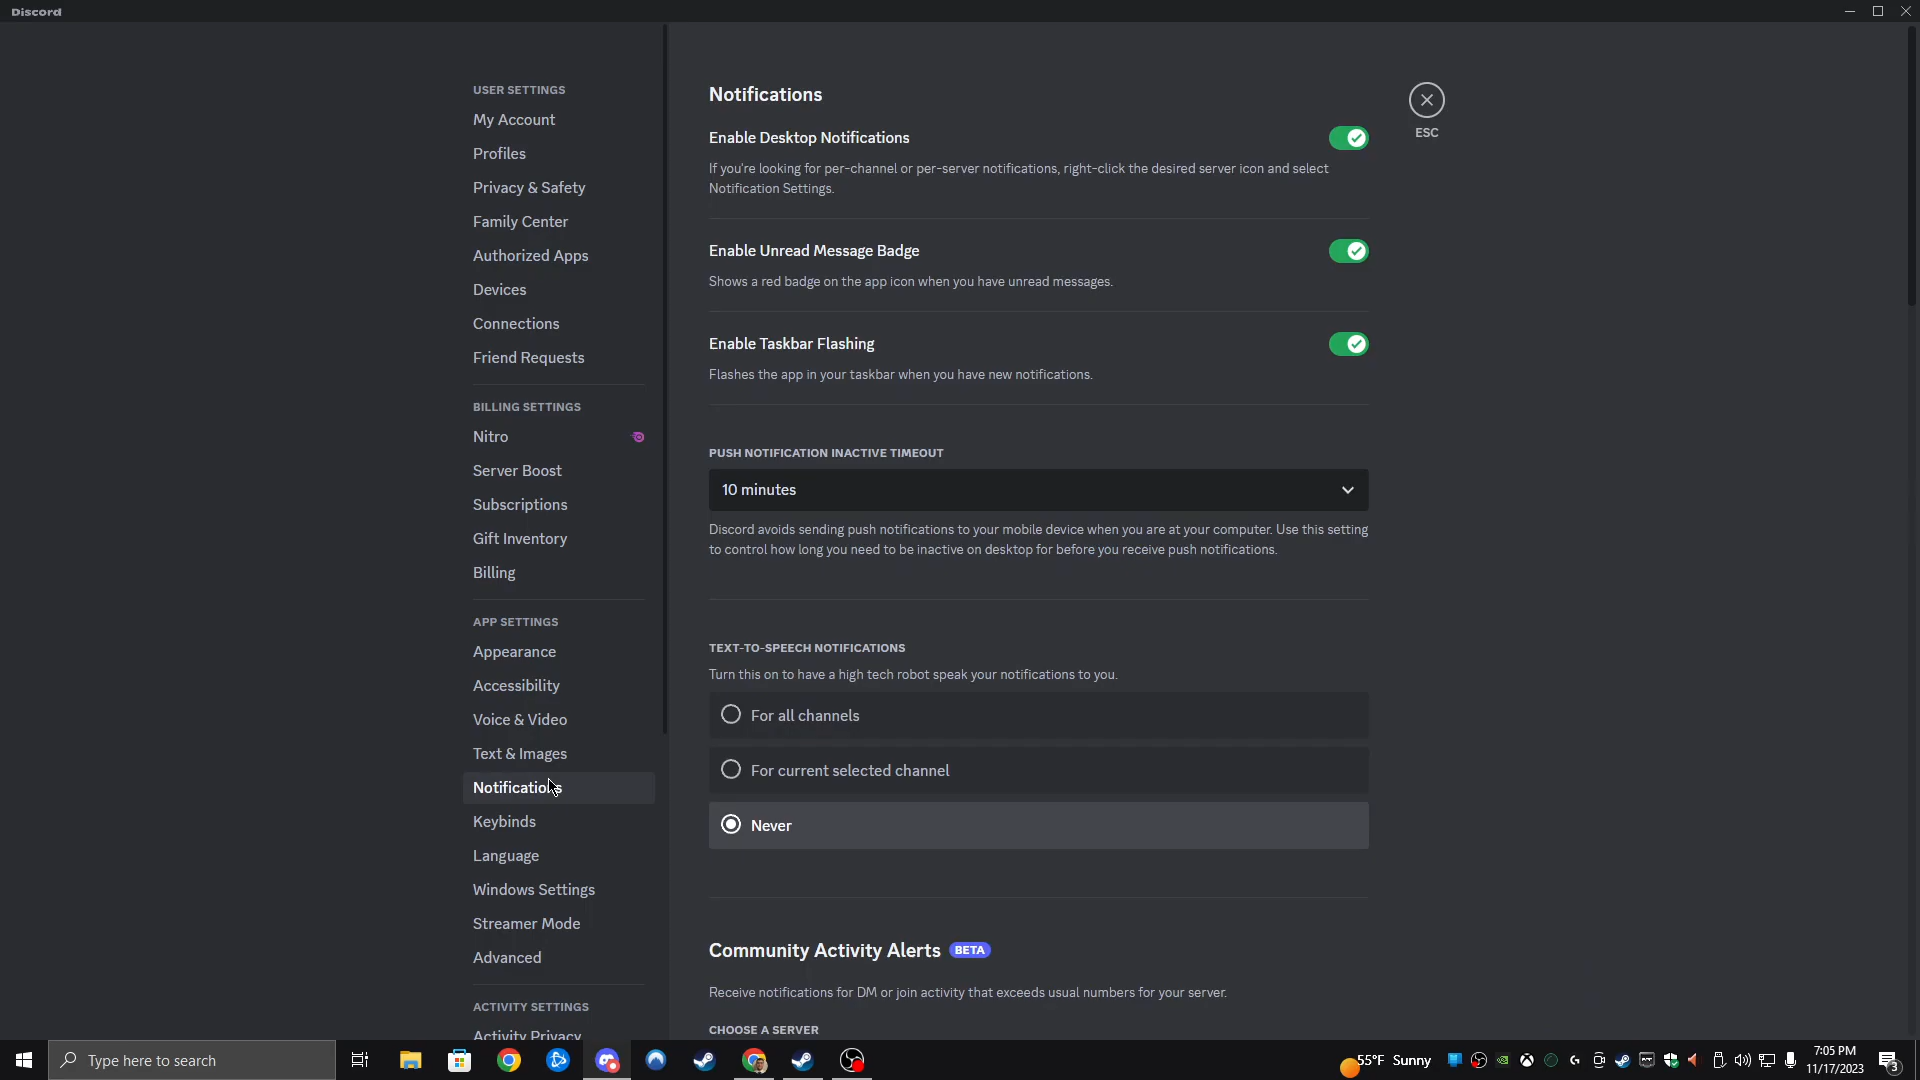 Discord
USER SETTINGS
My Account
Profiles
Privacy & Safety
Family Center
Authorized Apps
Devices
Connections
Friend Requests
BILLING SETTINGS
Nitro
Server Boost
Subscriptions
Gift Inventory
Billing
APP SETTINGS
Appearance
Accessibility
Voice & Video
Text & Images
Notifications
Keybinds
Language
Windows Settings
Streamer Mode
Advanced
ACTIVITY SETTINGS
Activity Privacy
Notifications
Enable Desktop Notifications
If you're looking for per-channel or per-server notifications, right-click the desired server icon and select
Notification Settings.
Enable Unread Message Badge
Shows a red badge on the app icon when you have unread messages.
Enable Taskbar Flashing
Flashes the app in your taskbar when you have new notifications.
PUSH NOTIFICATION INACTIVE TIMEOUT
10 minutes
Discord avoids sending push notifications to your mobile device when you are at your computer. Use this setting
to control how long you need to be inactive on desktop for before you receive push notifications.
TEXT-TO-SPEECH NOTIFICATIONS
Turn this on to have a high tech robot speak your notifications to you.
For all channels
For current selected channel
Never
Community Activity Alerts BETA
Receive notifications for DM or join activity that exceeds usual numbers for your server.
CHOOSE A SERVER
ESC
Type here to search
55°F Sunny
7:05 PM
11/17/2023
3